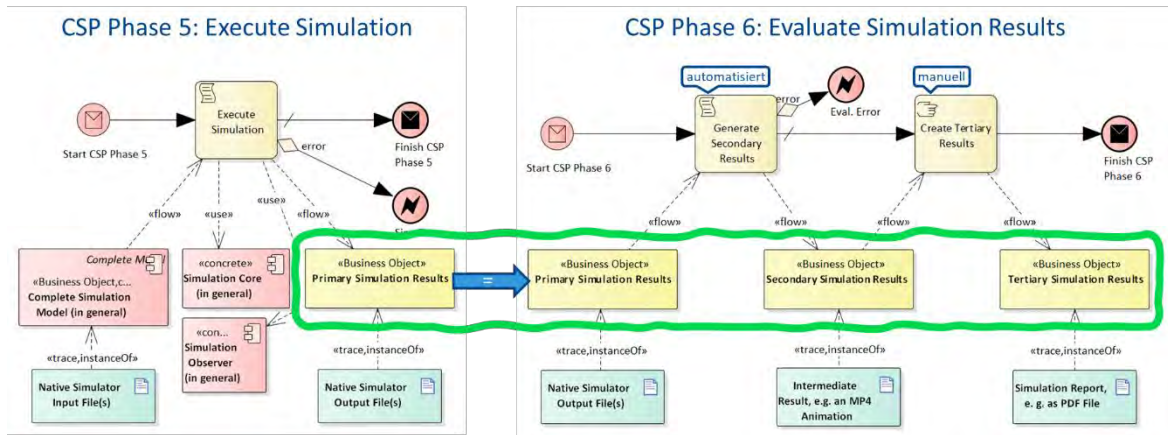 CSP Phase 5: Execute Simulation
Execute
Simulation
Start CSP Phase 5
Finish CSP
Phase 5
error
«flow»
«use»
«use»
«flow»
Complete
«Business Object,c...
Complete Simulation
Model (in general)
«concrete»
Simulation Core
(in general)
«con...
Simulation
Observer
(in general)
«Business Object»
Primary Simulation Results
=
«trace,instanceOf»
«trace,instanceOf»
Native Simulator
Input File(s)
Native Simulator
Output File(s)
CSP Phase 6: Evaluate Simulation Results
automatisiert
manuell
Generate
Secondary
Results
error
Eval. Error
Create Tertiary
Results
Start CSP Phase 6
Finish CSP
Phase 6
«flow»
«flow»
«flow»
«flow»
«Business Object»
Primary Simulation Results
«Business Object»
Secondary Simulation Results
«Business Object»
Tertiary Simulation Results
«trace,instanceOf»
«trace,instanceOf»
«trace,instanceOf»
Native Simulator
Output File(s)
Intermediate
Result, e.g. an MP4
Animation
Simulation Report,
e. g. as PDF File